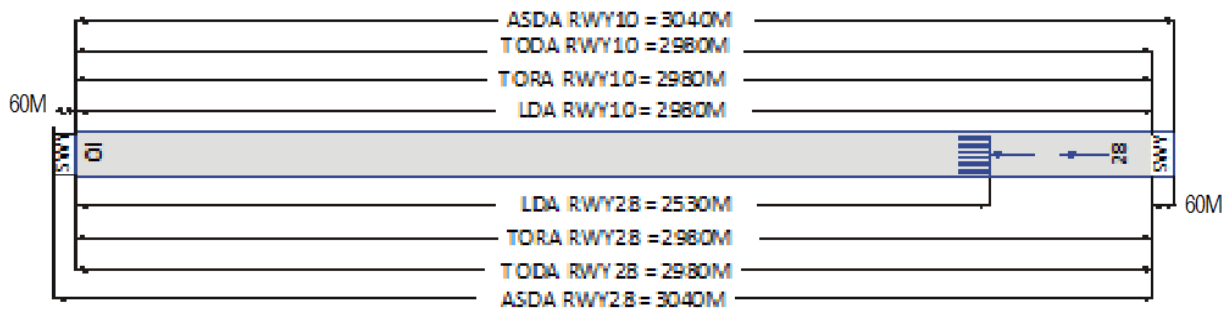 ASDA RWY10 = 3040M
TODA RWY10 = 2980M
TORA RWY10 = 2980M
60M
LDA RWY10 = 2980M
SWY
10
28
SWY
LDA RWY28 = 2530M
60M
TORA RWY28 = 2980M
TODA RWY28 = 2980M
ASDA RWY28 = 3040M